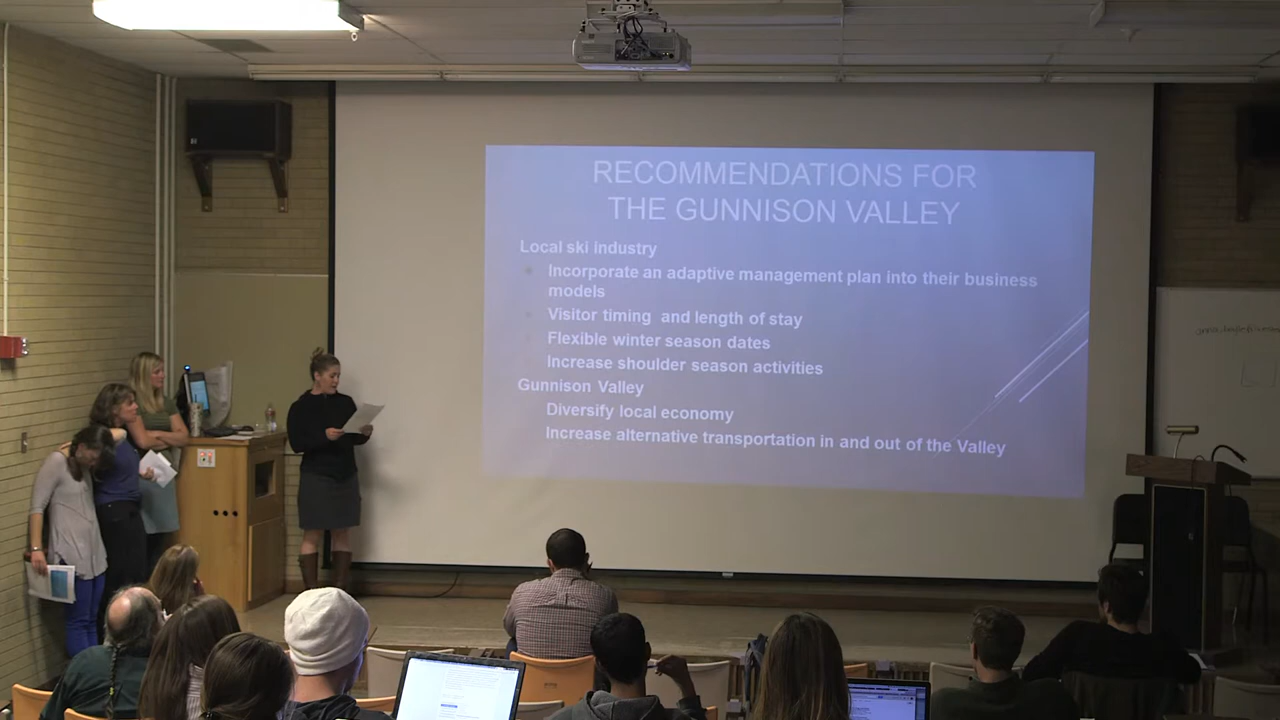 RECOMMENDATIONS FOR
THE GUNNISON VALLEY
Local ski industry
Incorporate an adaptive management plan into their business
models
Visitor timing and length of stay
Flexible winter season dates
Increase shoulder season activities
Gunnison Valley
Diversify local economy
Increase alternative transportation in and out of the Valley